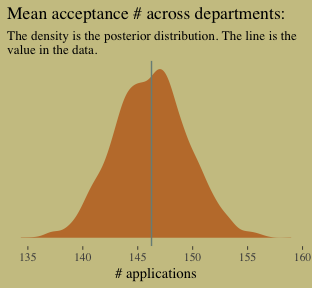 Mean acceptance # across departments:
The density is the posterior distribution. The line is the
value in the data.
135 140 145 150 155 160
# applications